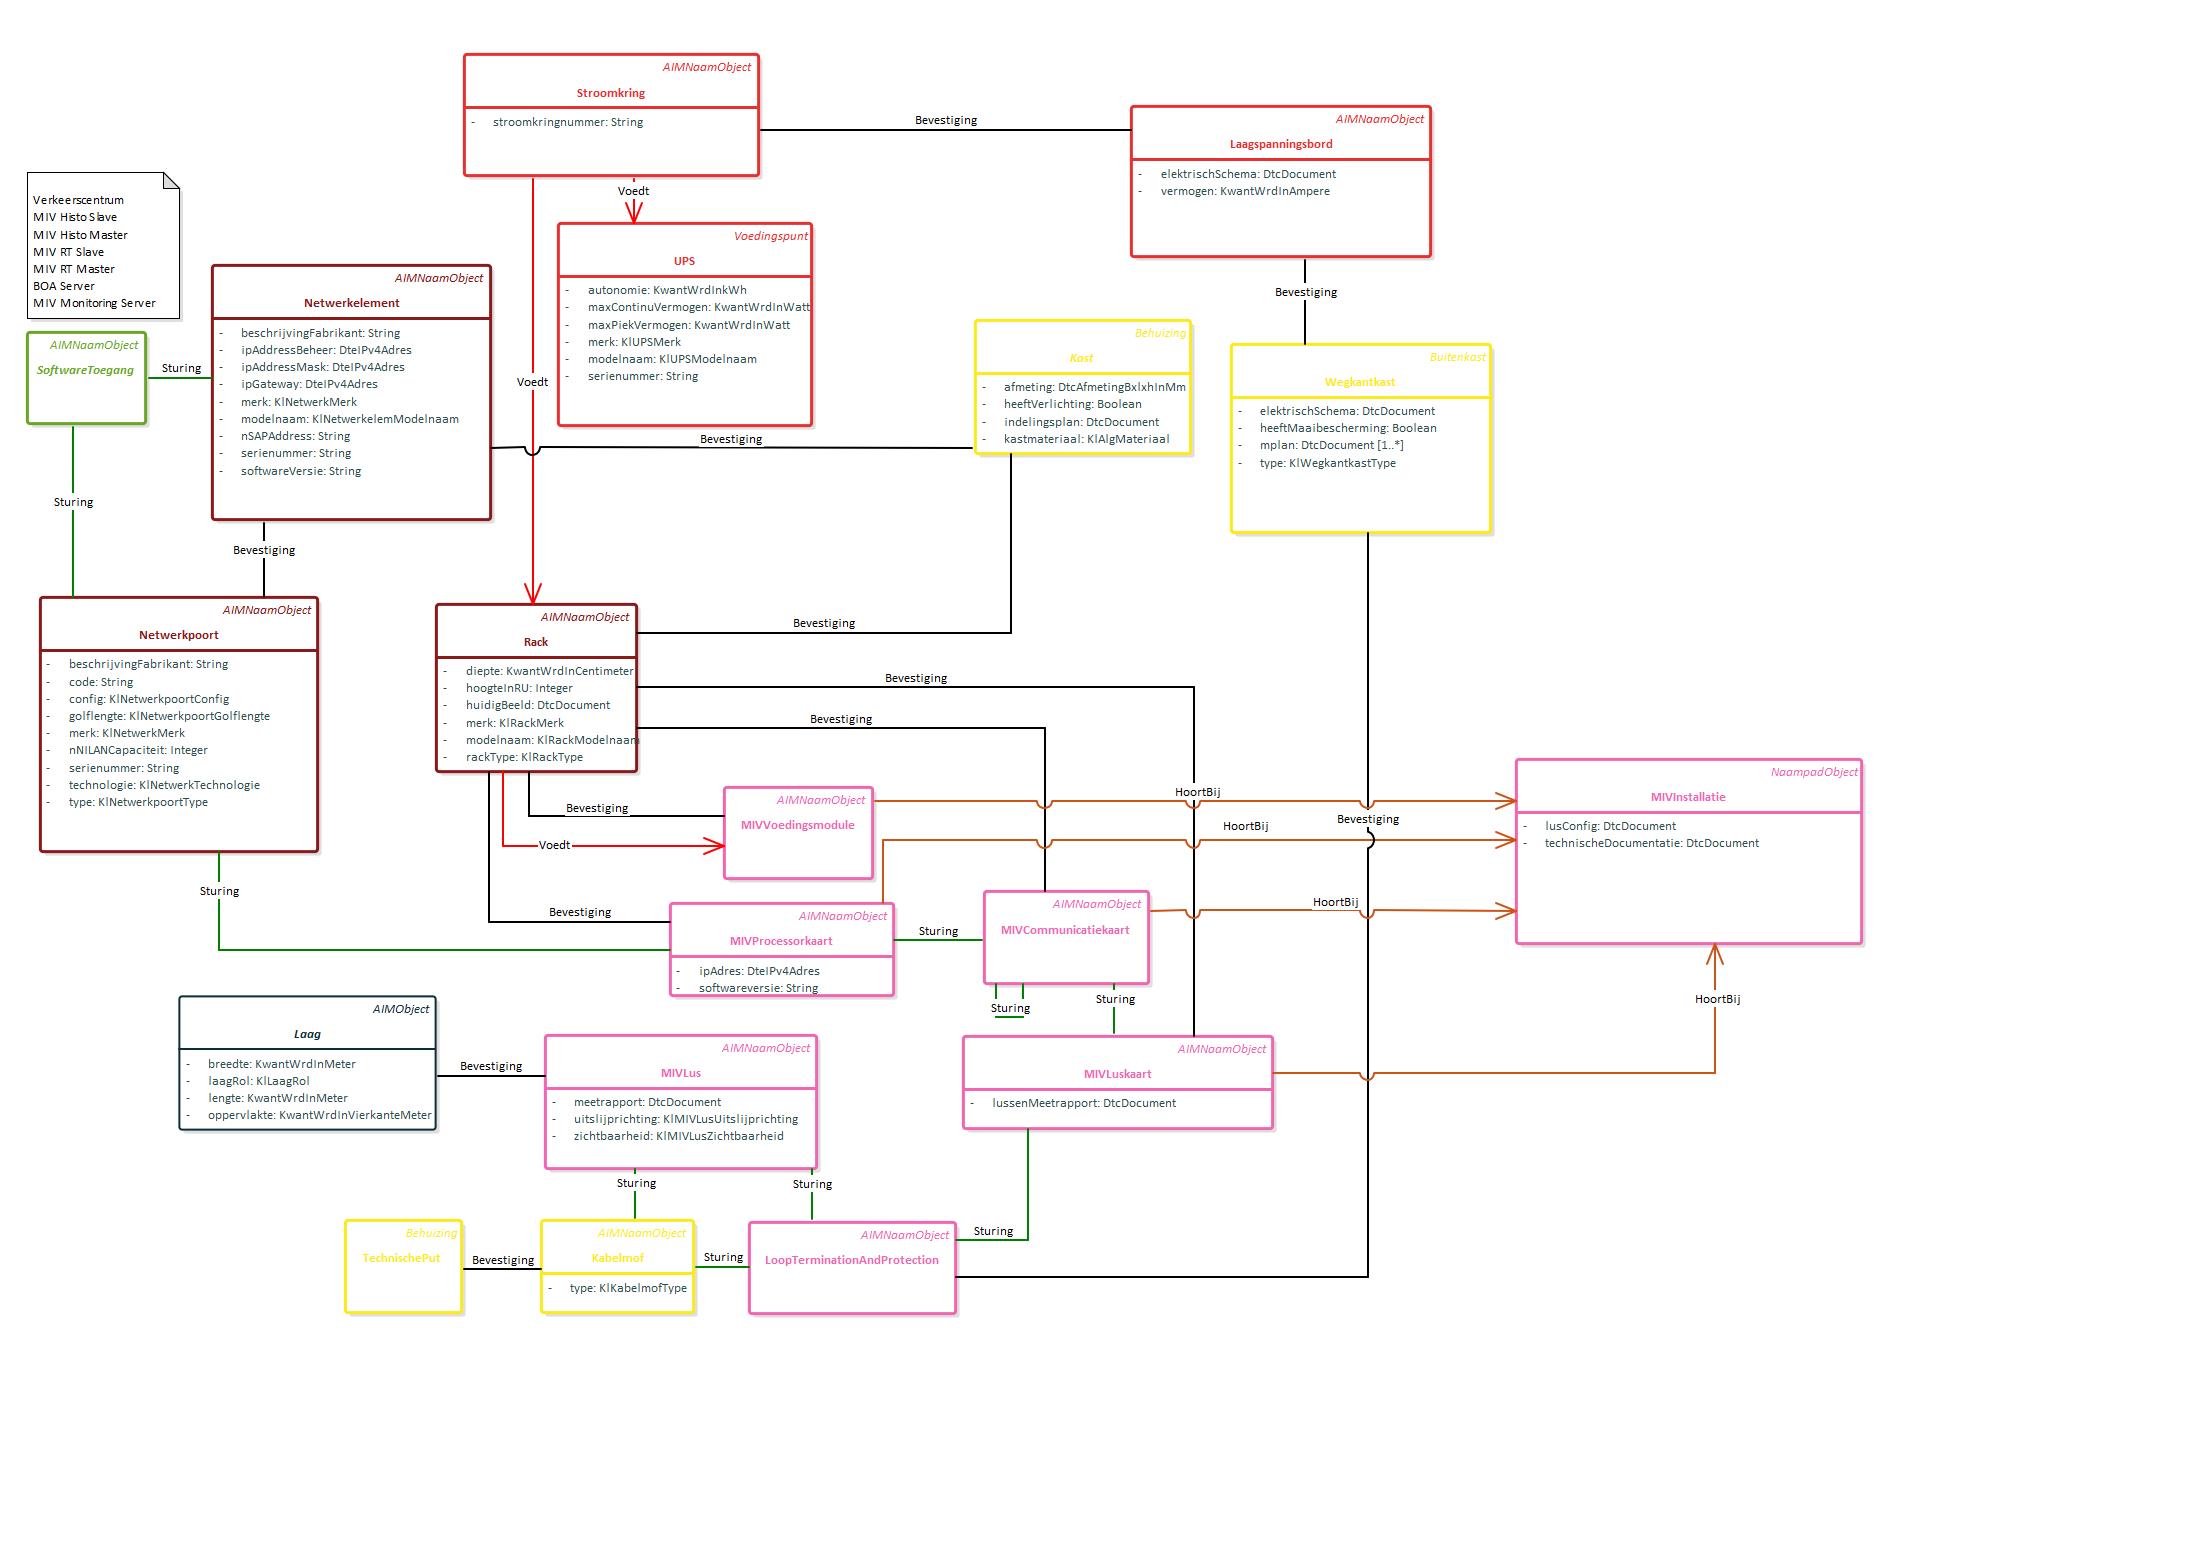 AIMNaamObject
Stroomkring
- stroomkringnummer: String
Bevestiging
AIMNaamObject
Laagspanningsbord
- elektrischSchema: DtcDocument
- vermogen: KwantWrdInAmpere
Bevestiging
Verkeerscentrum
MIV Histo Slave
MIV Histo Master
MIV RT Slave
MIV RT Master
BOA Server
MIV Monitoring Server
Voedt
Voedt
Voedingspunt
UPS
- autonomie: KwantWrdInkWh
- maxContinuVermogen: KwantWrdInWatt
- maxPiekVermogen: KwantWrdInWatt
- merk: KlUPSMerk
- modelnaam: KlUPSModelnaam
- serienummer: String
AIMNaamObject
SoftwareToegang
Sturing
Sturing
AIMNaamObject
Netwerkelement
- beschrijvingFabrikant: String
- ipAddressBeheer: DteIPv4Adres
- ipAddressMask: DteIPv4Adres
- ipGateway: DteIPv4Adres
- merk: KlNetwerkMerk
- modelnaam: KlNetwerkelemModelnaam
- nSAPAddress: String
- serienummer: String
- softwareVersie: String
Bevestiging
Bevestiging
Behuizing
Kast
- afmeting: DtcAfmetingBxlxhInMm
- heeftVerlichting: Boolean
- indelingsplan: DtcDocument
- kastmateriaal: KlAlgMateriaal
Buitenkast
Wegkantkast
- elektrischSchema: DtcDocument
- heeftMaaibescherming: Boolean
- mplan: DtcDocument [1..*]
- type: KlWegkantkastType
AIMNaamObject
Netwerkpoort
- beschrijvingFabrikant: String
- code: String
- config: KlNetwerkpoortConfig
- golflengte: KlNetwerkpoortGolflengte
- merk: KlNetwerkMerk
- nNILANCapaciteit: Integer
- serienummer: String
- technologie: KlNetwerkTechnologie
- type: KlNetwerkpoortType
Sturing
AIMNaamObject
Rack
- diepte: KwantWrdInCentimeter
- hoogteInRU: Integer
- huidigBeeld: DtcDocument
- merk: KlRackMerk
- modelnaam: KlRackModelnaam
- rackType: KlRackType
Bevestiging
Bevestiging
Bevestiging
Bevestiging
Voedt
Bevestiging
AIMNaamObject
MIVVoedingsmodule
HoortBij
HoortBij
Bevestiging
HoortBij
HoortBij
NaampadObject
MIVInstallatie
- lusConfig: DtcDocument
- technischeDocumentatie: DtcDocument
AIMNaamObject
MIVProcessorkaart
- ipAdres: DteIPv4Adres
- softwareversie: String
Sturing
AIMNaamObject
MIVCommunicatiekaart
Sturing
Sturing
AIMObject
Laag
- breedte: KwantWrdInMeter
- laagRol: KlLaagRol
- lengte: KwantWrdInMeter
- oppervlakte: KwantWrdInVierkanteMeter
Bevestiging
AIMNaamObject
MIVLus
- meetrapport: DtcDocument
- uitslijprichting: KlMIVLusUitslijprichting
- zichtbaarheid: KlMIVLusZichtbaarheid
AIMNaamObject
MIVLuskaart
- lussenMeetrapport: DtcDocument
Sturing
Sturing
Behuizing
TechnischePut
Bevestiging
AIMNaamObject
Kabelmof
- type: KlKabelmofType
Sturing
AIMNaamObject
LoopTerminationAndProtection
Sturing